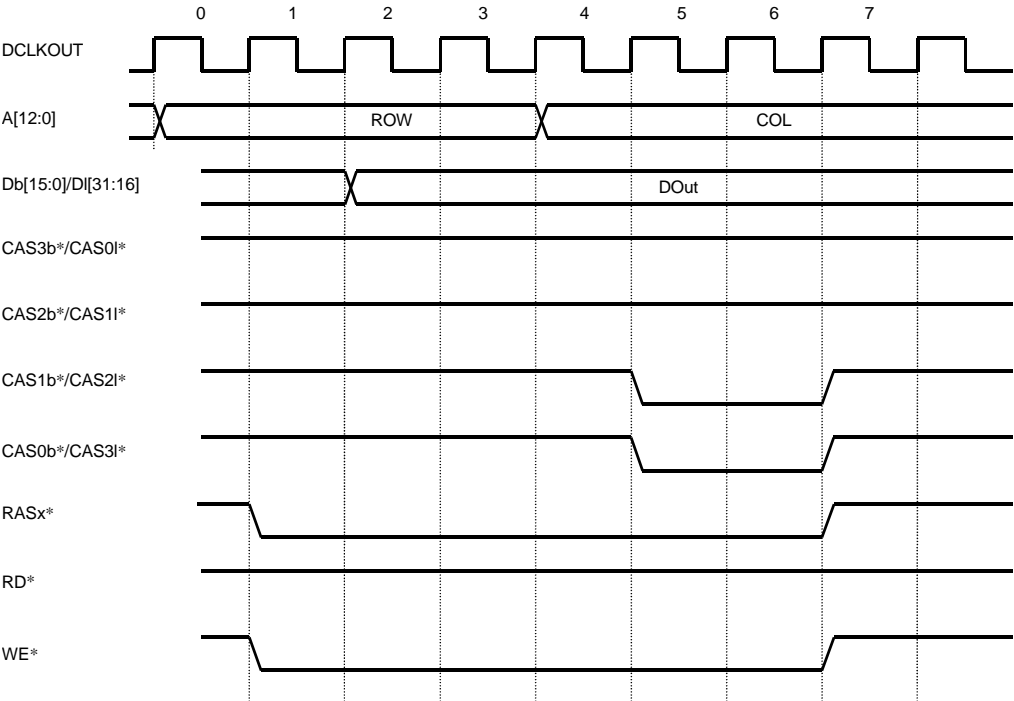 0 1 2 3 4 5 6 7
DCLKOUT
A[12:0] ROW COL
Db[15:0]/Dl[31:16] DOut
CAS3b*/CAS0l*
CAS2b*/CAS1l*
CAS1b*/CAS2l*
CAS0b*/CAS3l*
RASx*
RD*
WE*